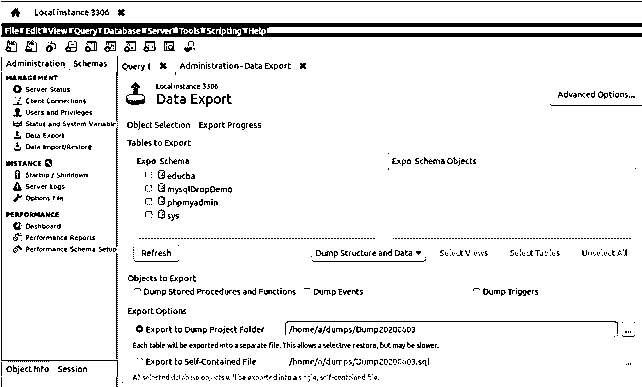 Local instance 3306
File Edit View Query Database Server Tools Scripting Help
Administration Schemas
Query 1
Administration - Data Export
MANAGEMENT
Server Status
Client Connections
Users and Privileges
Status and System Variable
Data Export
Data Import/Restore
INSTANCE
Startup / Shutdown
Server Logs
Options File
PERFORMANCE
Dashboard
Performance Reports
Performance Schema Setup
Object Info Session
Local instance 3306
Data Export
Advanced Options...
Object Selection Export Progress
Tables to Export
Expo Schema
educba
mysqlDropDemo
phpmyadmin
sys
Expo Schema Objects
Refresh
Dump Structure and Data
Select Views
Select Tables
Unselect All
Objects to Export
Dump Stored Procedures and Functions
Dump Events
Dump Triggers
Export Options
Export to Dump Project Folder
/home/a/dumps/Dump20200603
...
Each table will be exported into a separate file. This allows a selective restore, but may be slower.
Export to Self-Contained File
/home/a/dumps/Dump20200603.sql
...
All selected database objects will be exported into a single, self-contained file.